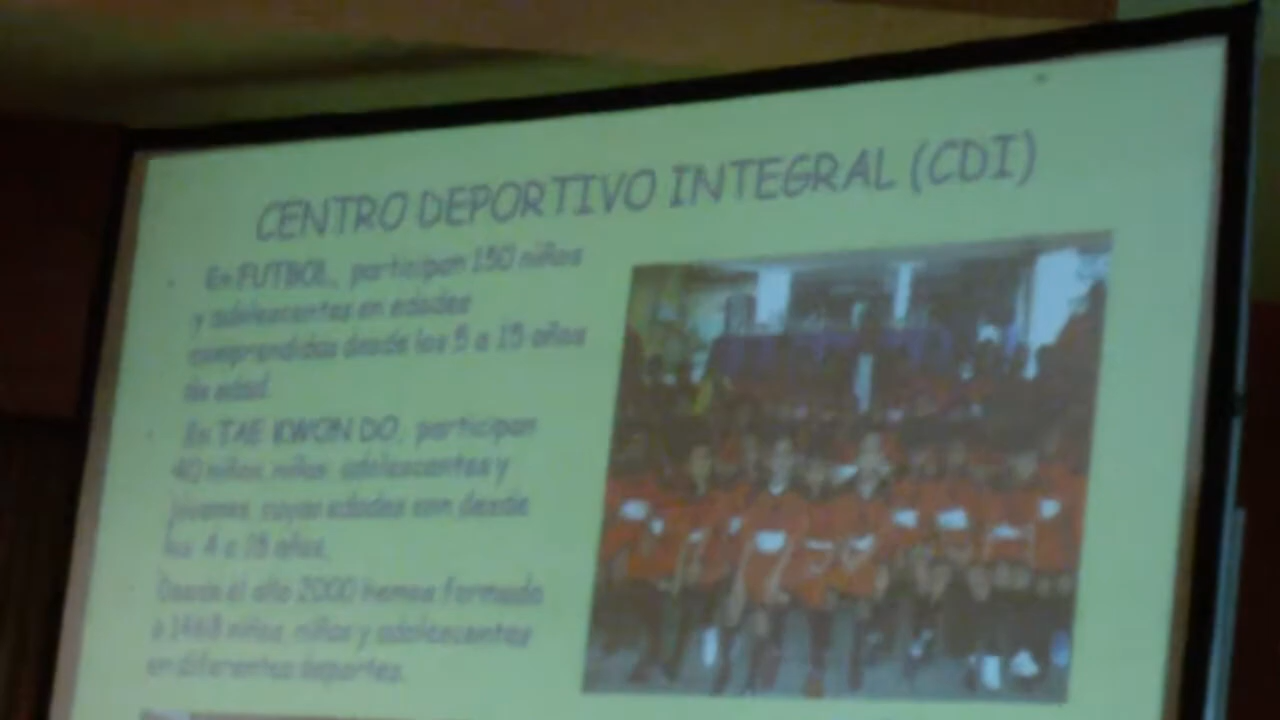 CENTRO DEPORTIVO INTEGRAL (CDI)
En FUTBOL, participan 150 niños
y adolescentes en edades
comprendidas desde los 5 a 15 años
de edad.
En TAE KWON DO, participan
40 niños, niñas, adolescentes y
jóvenes, cuyas edades son desde
los 4 a 18 años.
Desde el año 2000 hemos formado
a 1468 niños, niñas y adolescentes
en diferentes deportes.